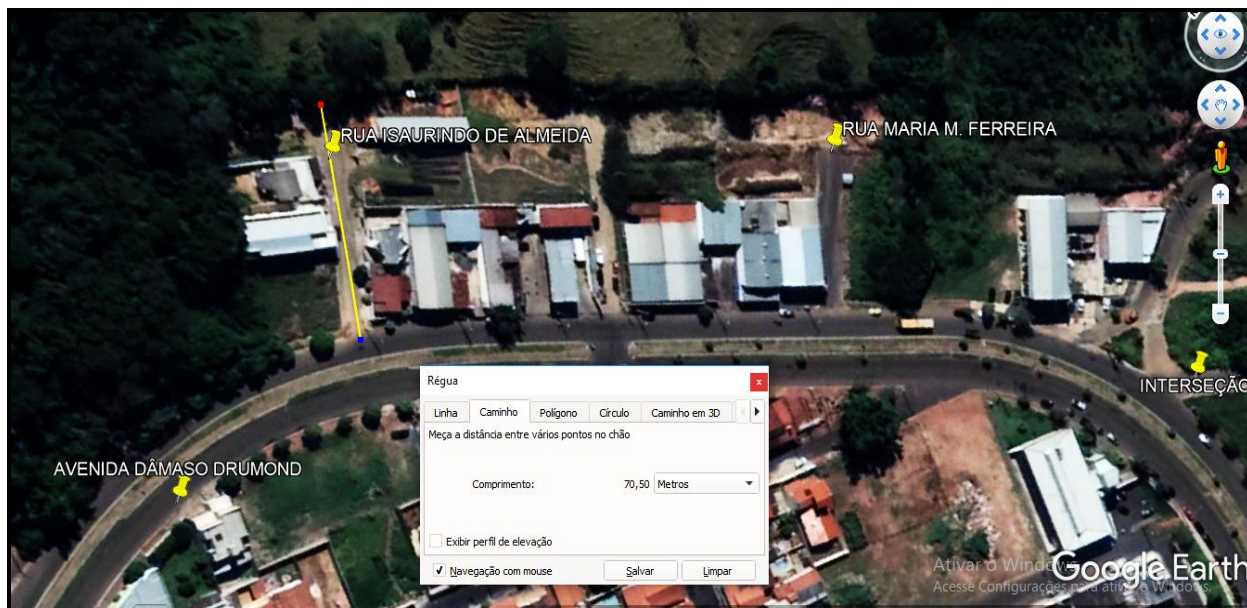 RUA ISAURINDO DE ALMEIDA
RUA MARIA M. FERREIRA
INTERSEÇÃO
AVENIDA DÂMASO DRUMOND
Régua
x
Linha Caminho Polígono Círculo Caminho em 3D
Meça a distância entre vários pontos no chão
Comprimento: 70,50 Metros
Exibir perfil de elevação
Navegação com mouse Salvar Limpar
Ativar o Windows
Google Earth
Acesse Configurações para ativar o Windows.